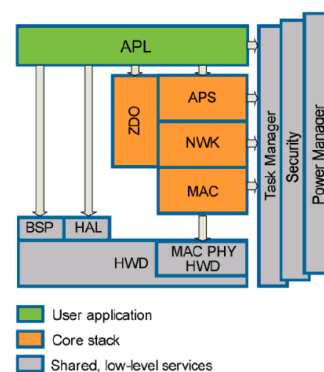 APL
ZDO
APS
NWK
MAC
BSP
HAL
HWD
MAC PHY
HWD
Task Manager
Security
Power Manager
User application
Core stack
Shared, low-level services